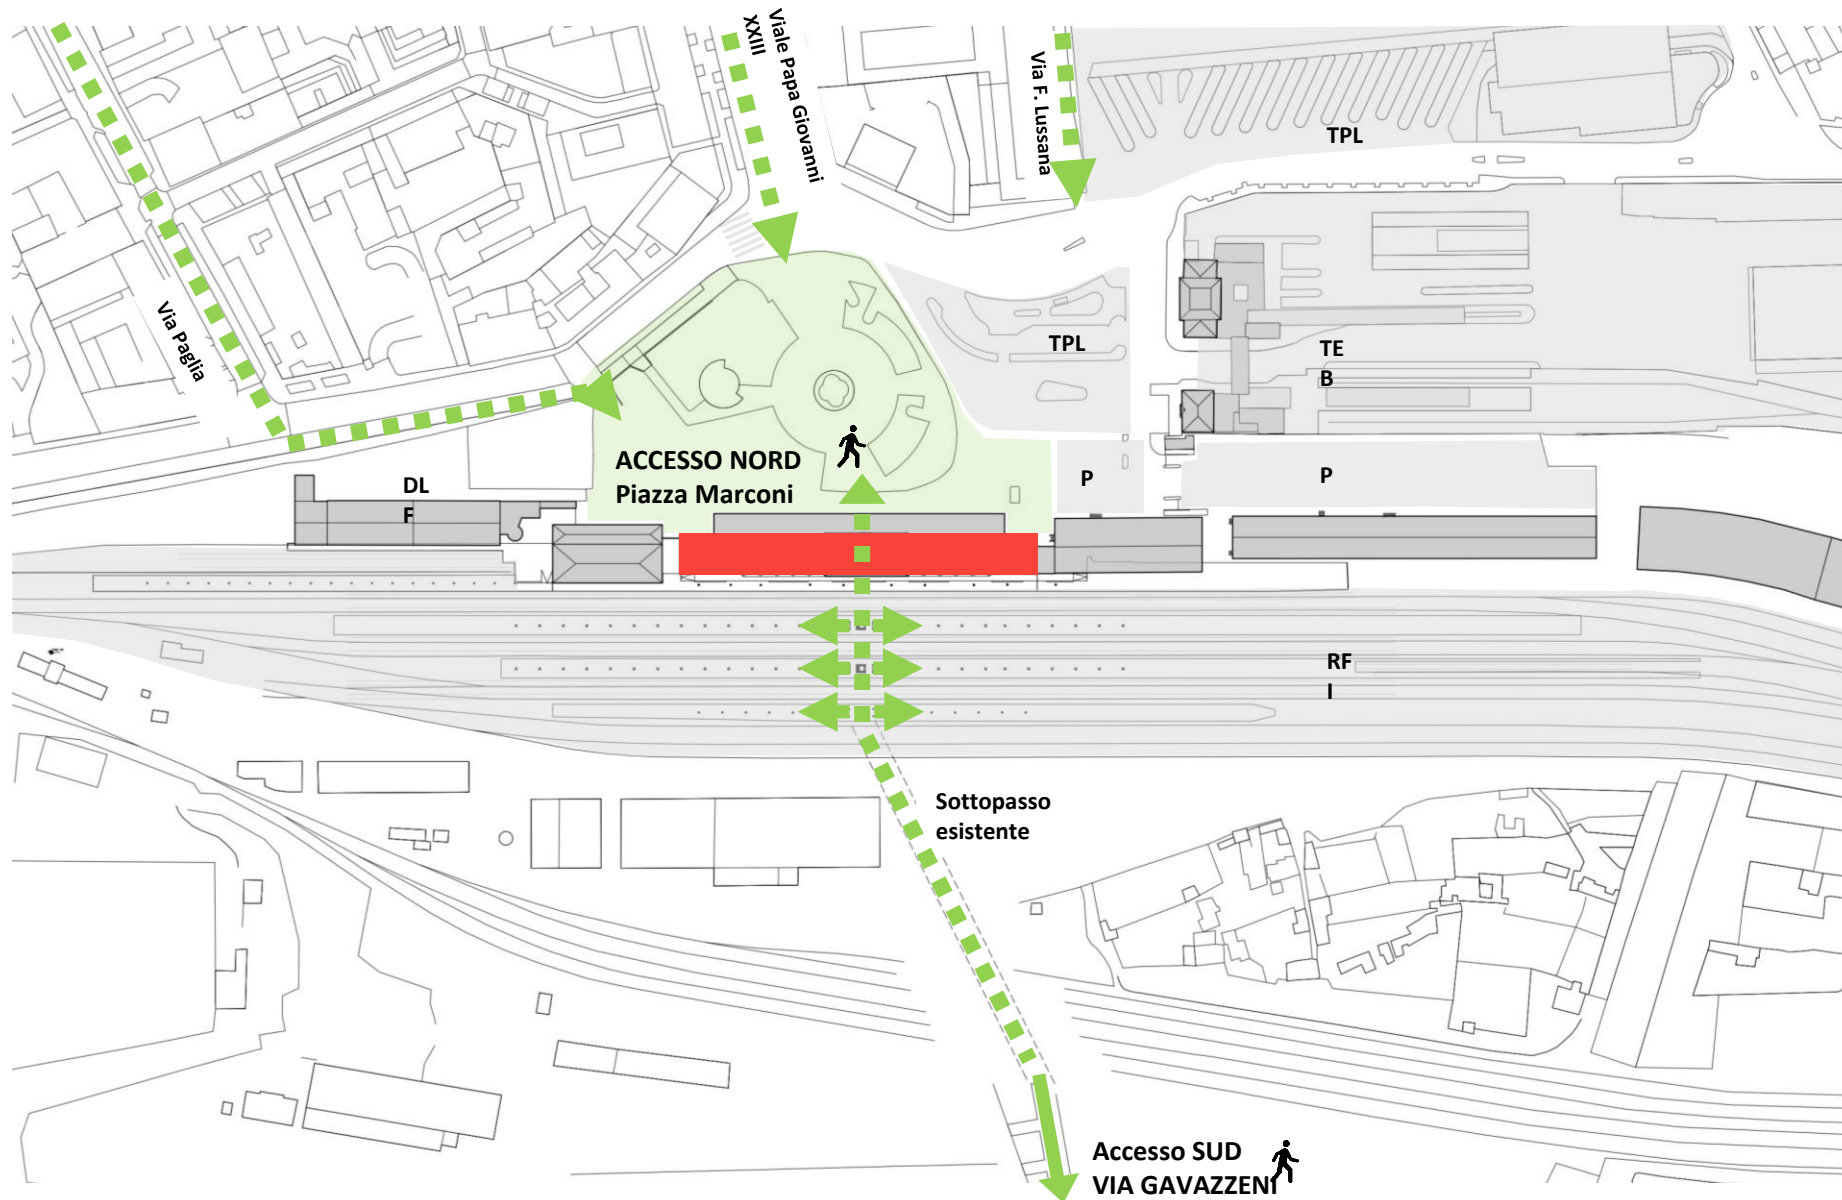 Viale Papa Giovanni
XXIII
Via F. Lussana
TPL
Via Paglia
TPL
TE
B
ACCESSO NORD
Piazza Marconi
P
P
DL
F
RF
I
Sottopasso
esistente
Accesso SUD
VIA GAVAZZENI